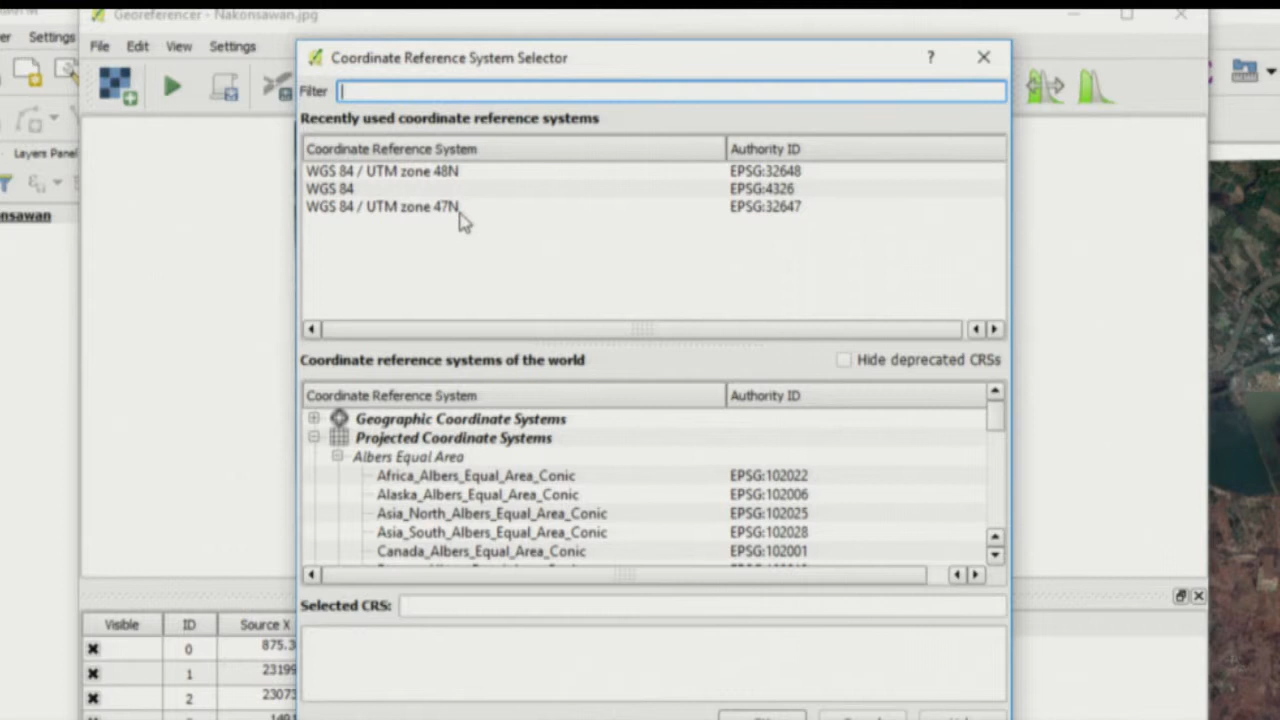 Georeferencer - Nakonsawan.jpg
Settings
File Edit View Settings
Coordinate Reference System Selector
?
Filter
Recently used coordinate reference systems
Coordinate Reference System Authority ID
WGS 84 / UTM zone 48N EPSG:32648
WGS 84 EPSG:4326
WGS 84 / UTM zone 47N EPSG:32647
Layers Panel
nsawan
Coordinate reference systems of the world
Hide deprecated CRSs
Coordinate Reference System Authority ID
Geographic Coordinate Systems
Projected Coordinate Systems
Albers Equal Area
Africa_Albers_Equal_Area_Conic EPSG:102022
Alaska_Albers_Equal_Area_Conic EPSG:102006
Asia_North_Albers_Equal_Area_Conic EPSG:102025
Asia_South_Albers_Equal_Area_Conic EPSG:102028
Canada_Albers_Equal_Area_Conic EPSG:102001
Selected CRS:
Visible ID Source X
0 875.3
1 23199
2 23073